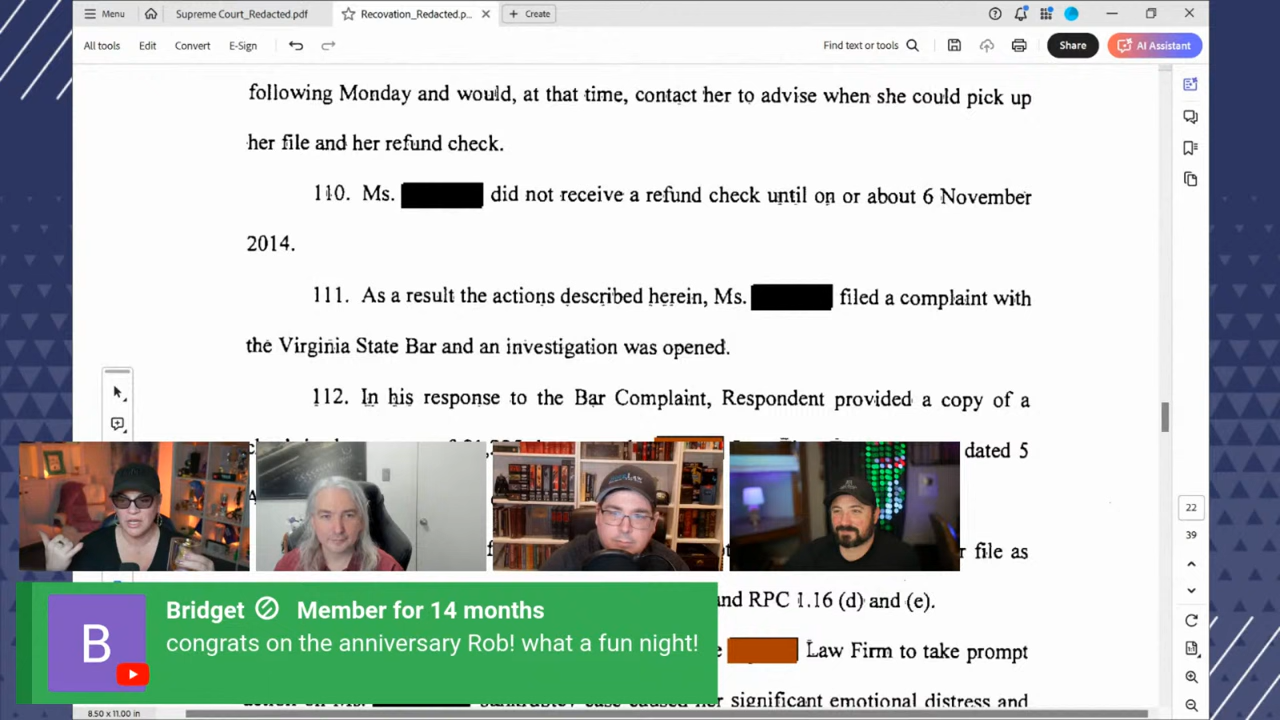 Menu
Supreme Court_Redacted.pdf
Recovation_Redacted.p...
Create
All tools
Edit
Convert
E-Sign
Find text or tools
Share
AI Assistant
following Monday and would, at that time, contact her to advise when she could pick up
her file and her refund check.
110. Ms. did not receive a refund check until on or about 6 November
2014.
111. As a result the actions described herein, Ms. filed a complaint with
the Virginia State Bar and an investigation was opened.
112. In his response to the Bar Complaint, Respondent provided a copy of a
dated 5
file as
and RPC 1.16 (d) and (e).
Law Firm to take prompt
significant emotional distress and
22
39
8.50 x 11.00 in
B
Bridget Member for 14 months
congrats on the anniversary Rob! what a fun night!